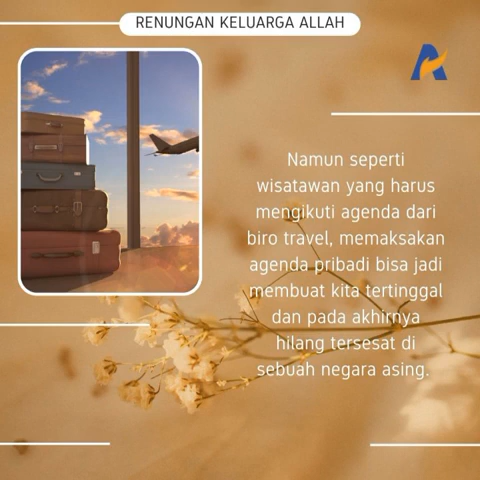 RENUNGAN KELUARGA ALLAH
Namun seperti
wisatawan yang harus
mengikuti agenda dari
biro travel, memaksakan
agenda pribadi bisa jadi
membuat kita tertinggal
dan pada akhirnya
hilang tersesat di
sebuah negara asing.